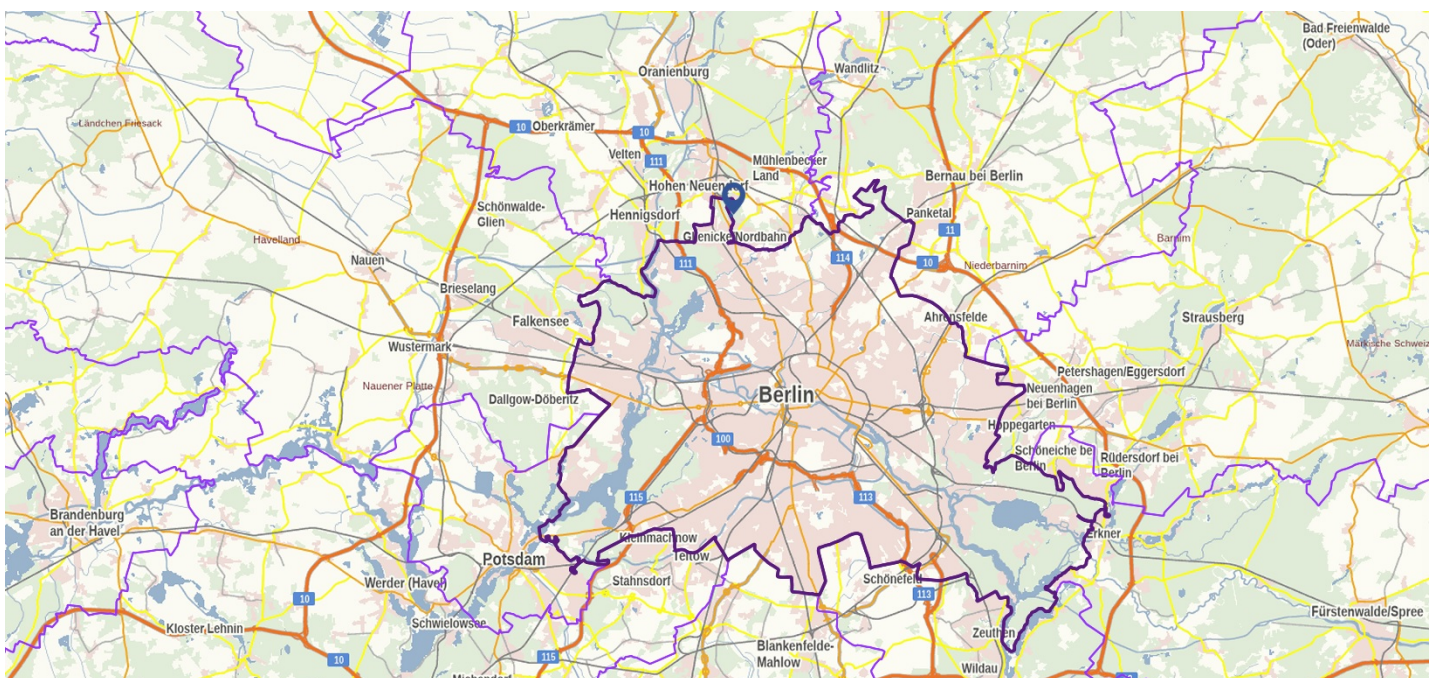 Bad Freienwalde
(Oder)
Oranienburg
Wandlitz
Ländchen Friesack
10
Oberkrämer
10
Velten
111
Mühlenbecker
Land
Hohen Neuendorf
Bernau bei Berlin
Schönwalde-
Glien
Hennigsdorf
Panketal
Havelland
Glienicke/Nordbahn
11
Barnim
Nauen
111
114
10
Niederbarnim
Brieselang
Falkensee
Ahrensfelde
Strausberg
Wustermark
Märkische Schweiz
Nauener Platte
Petershagen/Eggersdorf
Dallgow-Döberitz
Berlin
Neuenhagen
bei Berlin
Hoppegarten
100
Schöneiche be
Berlin
Rüdersdorf bei
Berlin
115
113
Brandenburg
an der Havel
Kleinmachnow
Erkner
Potsdam
Teltow
Werder (Havel)
Stahnsdorf
Schönefeld
10
113
Fürstenwalde/Spree
Kloster Lehnin
Schwielowsee
Zeuthen
Blankenfelde-
Mahlow
10
115
Wildau